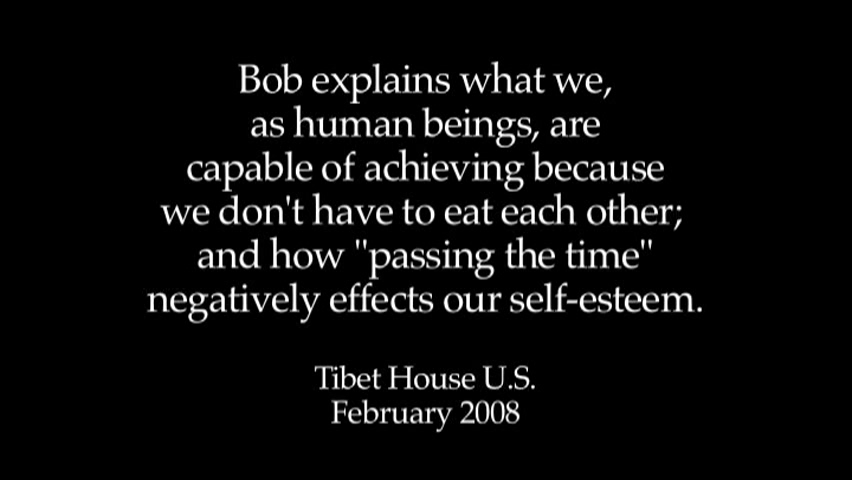 Bob explains what we,
as human beings, are
capable of achieving because
we don't have to eat each other;
and how "passing the time"
negatively effects our self-esteem.
Tibet House U.S.
February 2008